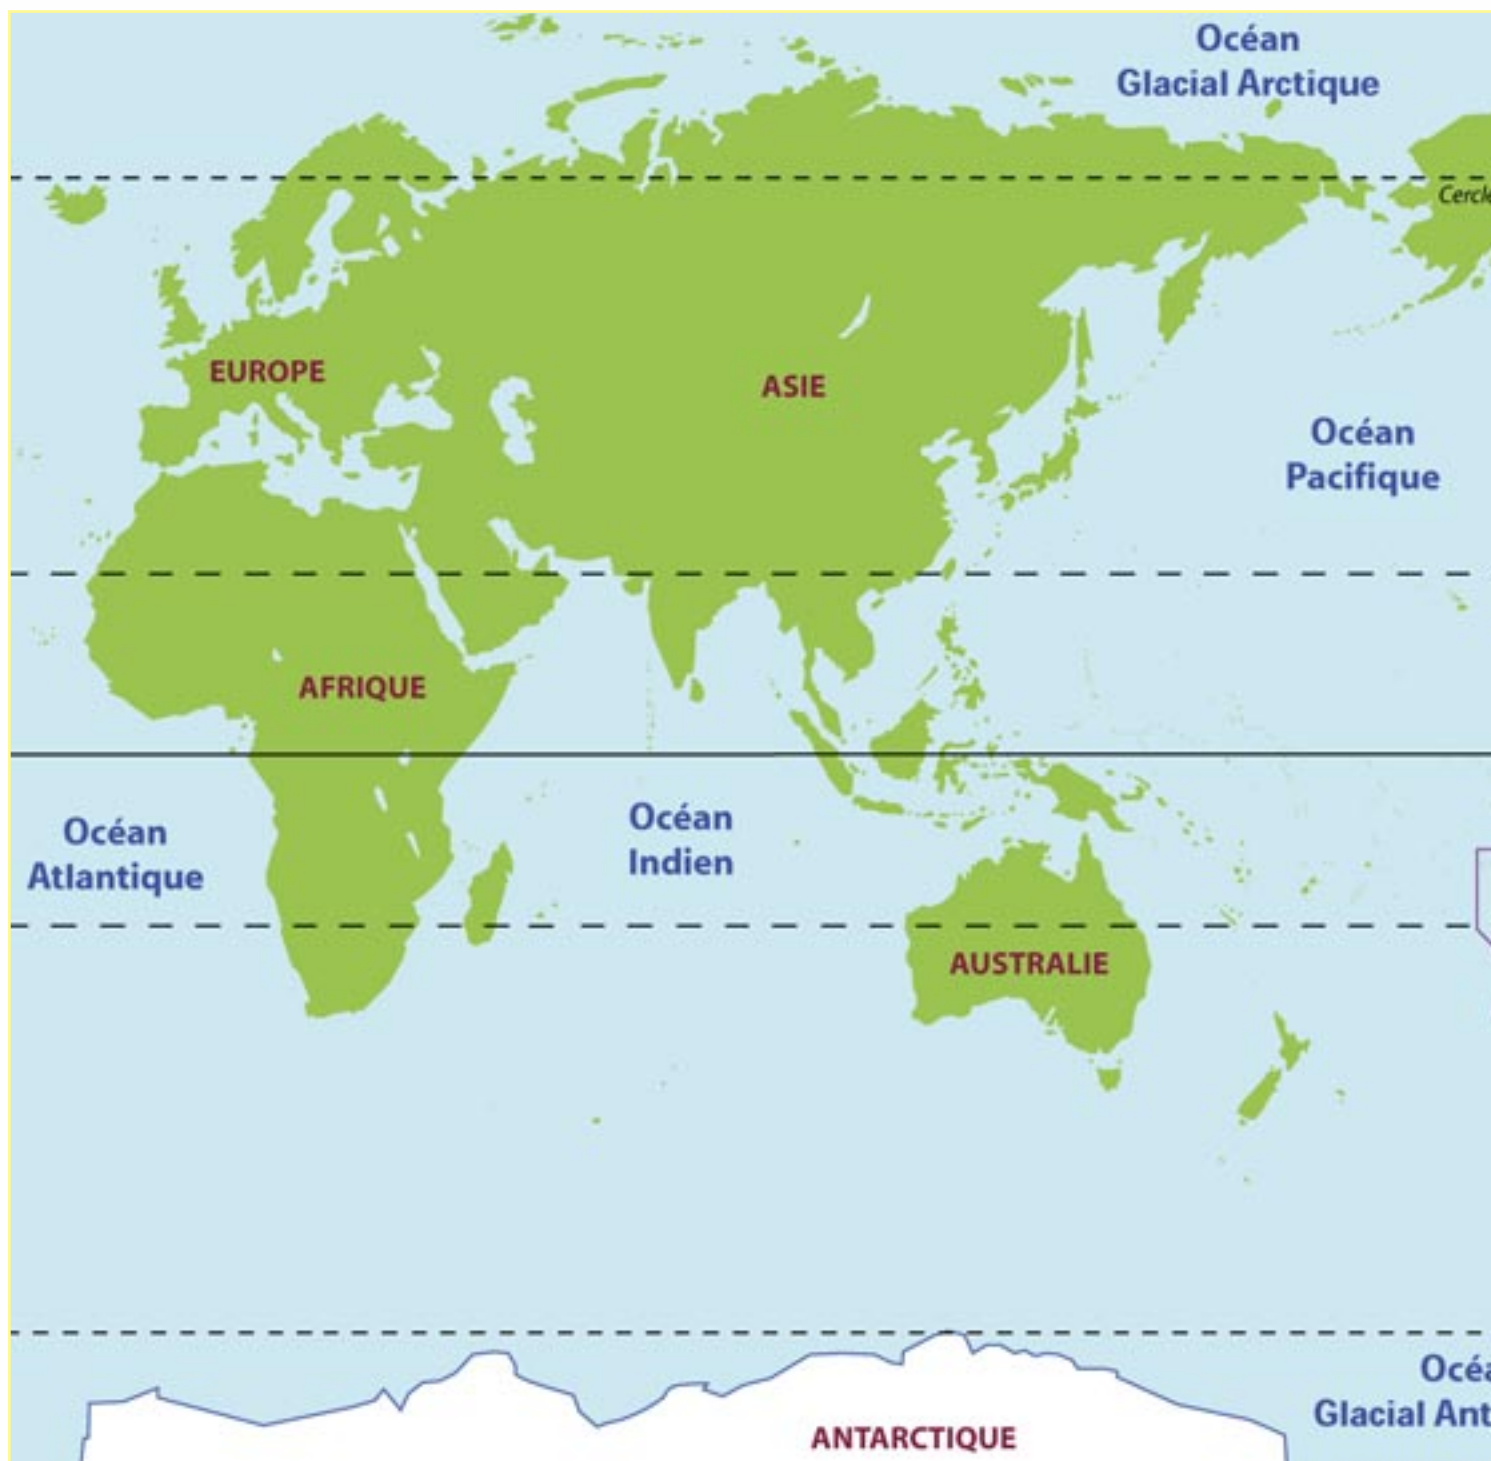 Océan
Glacial Arctique
Cercle
EUROPE
ASIE
Océan
Pacifique
AFRIQUE
Océan
Atlantique
Océan
Indien
AUSTRALIE
Océa
Glacial Ant
ANTARCTIQUE